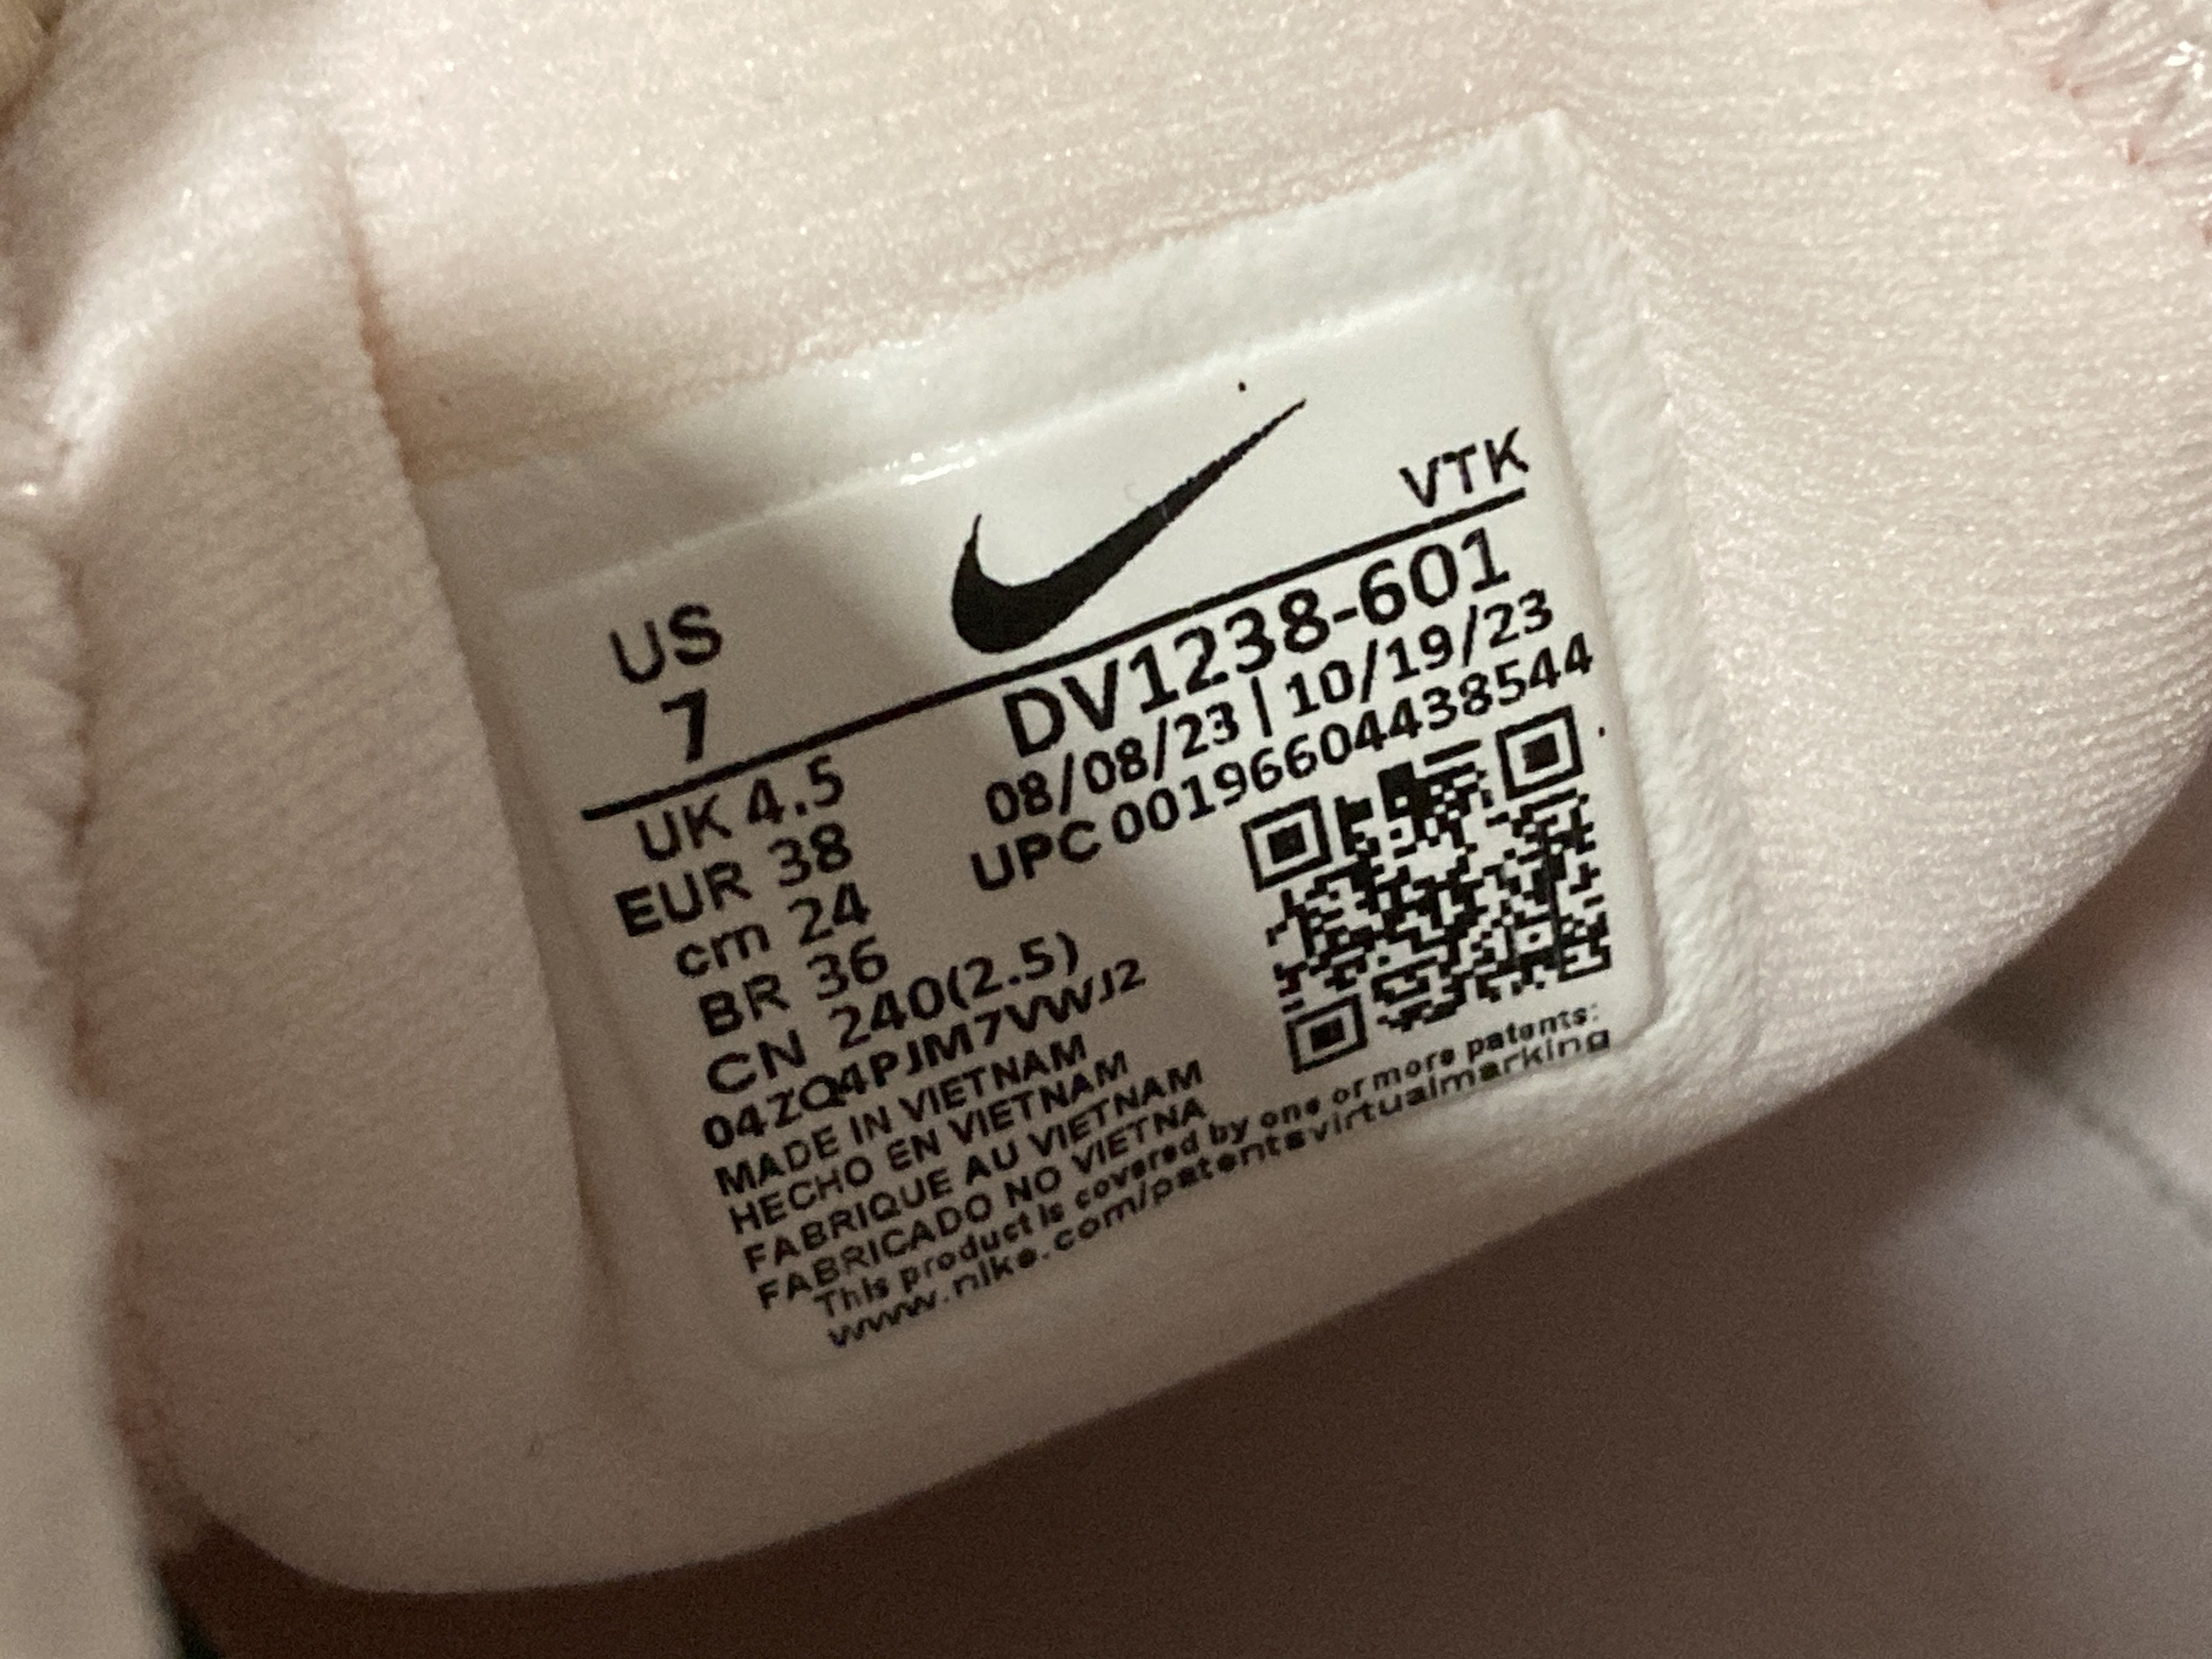 VTK
US
7
DV1238-601
08/08/23 | 10/19/23
UPC 00196604438544
UK 4.5
EUR 38
cm 24
BR 36
CN 240(2.5)
04ZQ4PJM7VWJ2
MADE IN VIETNAM
HECHO EN VIETNAM
FABRIQUE AU VIETNAM
FABRICADO NO VIETNA
This product is covered by one or more patents:
www.nike.com/patentsvirtualmarking